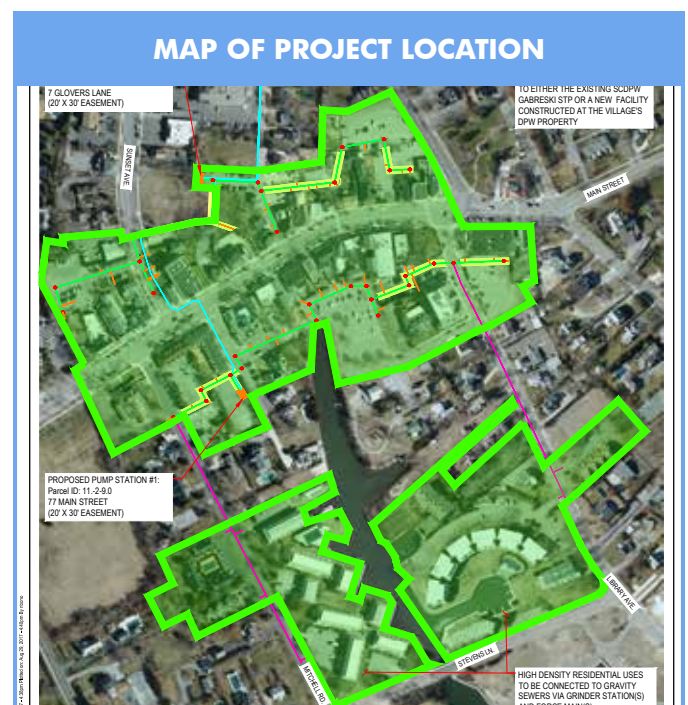 MAP OF PROJECT LOCATION
7 GLOVERS LANE
(20' X 30' EASEMENT)
TO EITHER THE EXISTING SCDPW
GABRESKI STP OR A NEW FACILITY
CONSTRUCTED AT THE VILLAGE'S
DPW PROPERTY
SUNSET AVE.
MAIN STREET
PROPOSED PUMP STATION #1:
Parcel ID: 11.-2-9.0
77 MAIN STREET
(20' X 30' EASEMENT)
LIBRARY AVE.
STEVENS LN.
MITCHELL RD.
HIGH DENSITY RESIDENTIAL USES
TO BE CONNECTED TO GRAVITY
SEWERS VIA GRINDER STATION(S)
AND FORCE MAIN(S)